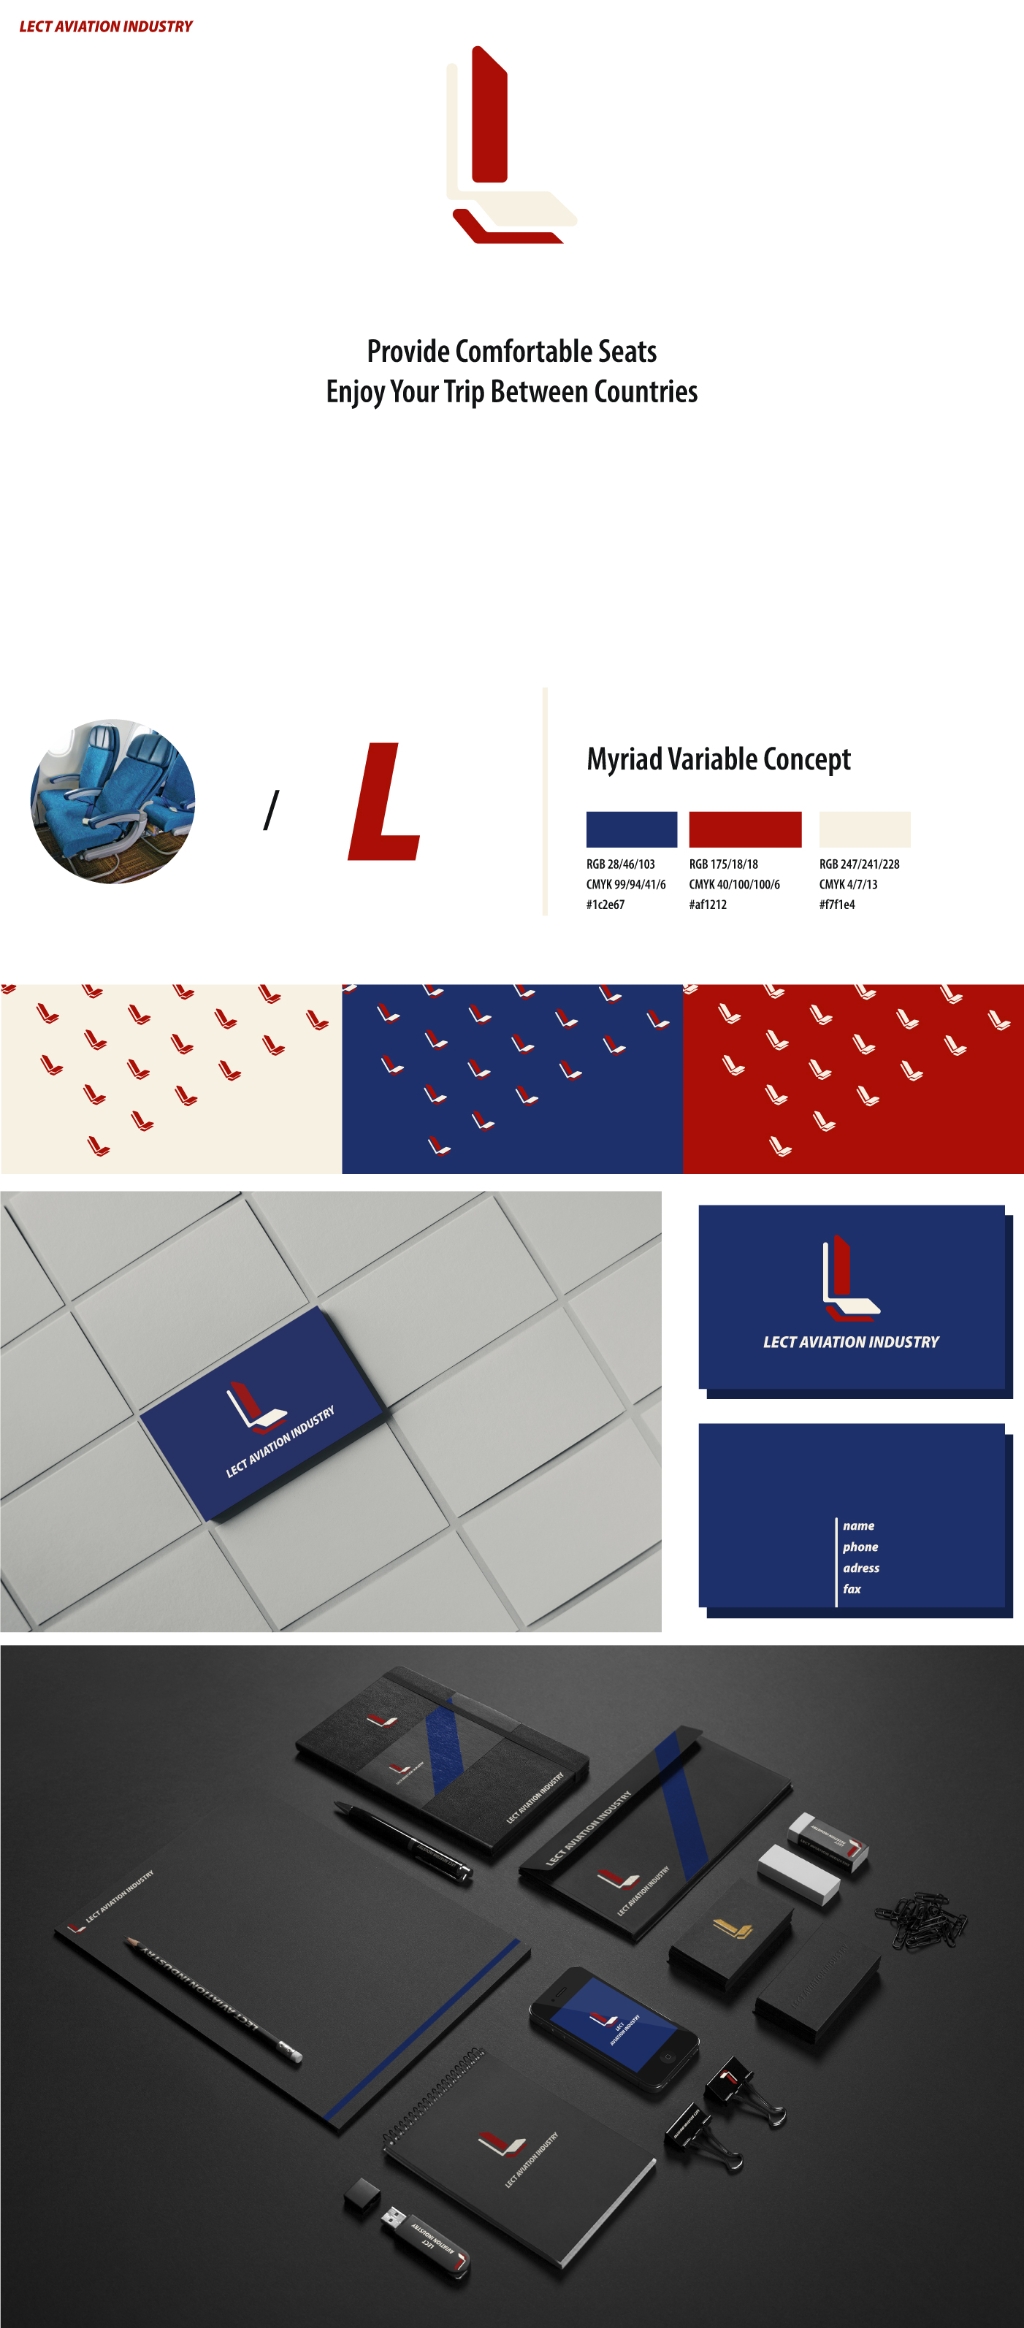 LECT AVIATION INDUSTRY
Provide Comfortable Seats
Enjoy Your Trip Between Countries
/
L
Myriad Variable Concept
RGB 28/46/103
CMYK 99/94/41/6
#1c2e67
RGB 175/18/18
CMYK 40/100/100/6
#af1212
RGB 247/241/228
CMYK 4/7/13
#f7f1e4
LECT AVIATION INDUSTRY
LECT AVIATION INDUSTRY
name
phone
adress
fax
LECT AVIATION INDUSTRY
LECT AVIATION INDUSTRY
LECT AVIATION INDUSTRY
LECT AVIATION INDUSTRY
LECT AVIATION INDUSTRY
LECT
AVIATION INDUSTRY
LECT AVIATION INDUSTRY
LECT
AVIATION INDUSTRY